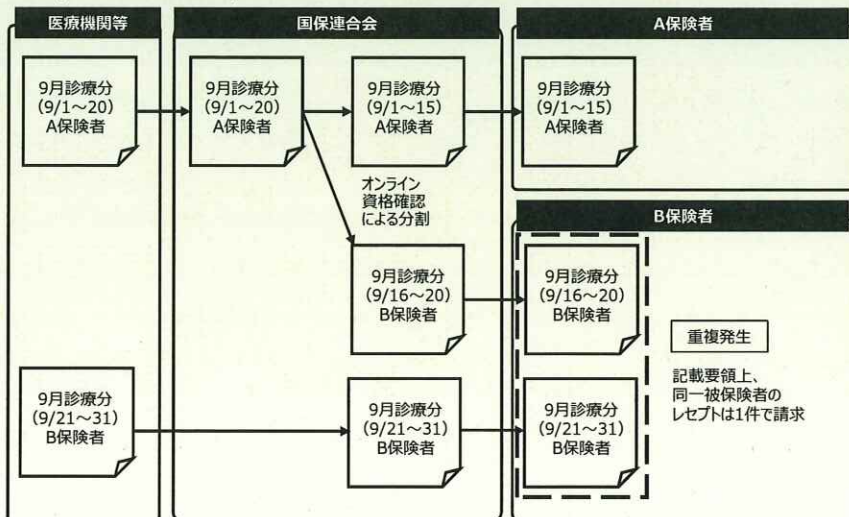 医療機関等
国保連合会
A保険者
9月診療分
(9/1~20)
A保険者
9月診療分
(9/1~20)
A保険者
9月診療分
(9/1~15)
A保険者
9月診療分
(9/1~15)
A保険者
オンライン
資格確認
による分割
B保険者
9月診療分
(9/16~20)
B保険者
9月診療分
(9/16~20)
B保険者
重複発生
記載要領上、
同一被保険者の
レセプトは1件で請求
9月診療分
(9/21~31)
B保険者
9月診療分
(9/21~31)
B保険者
9月診療分
(9/21~31)
B保険者